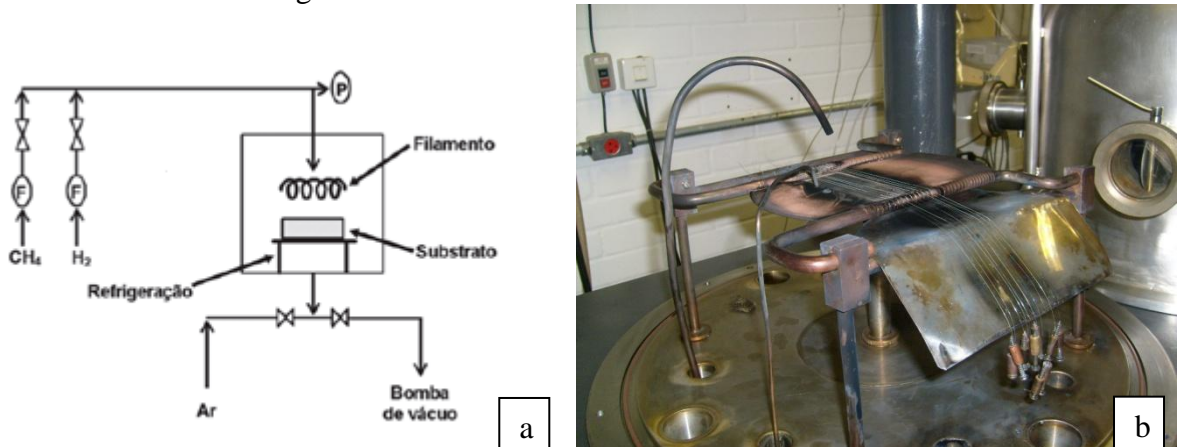 P
Filamento
F
F
CH₄
H₂
Substrato
Refrigeração
Ar
Bomba
de vácuo
a
b